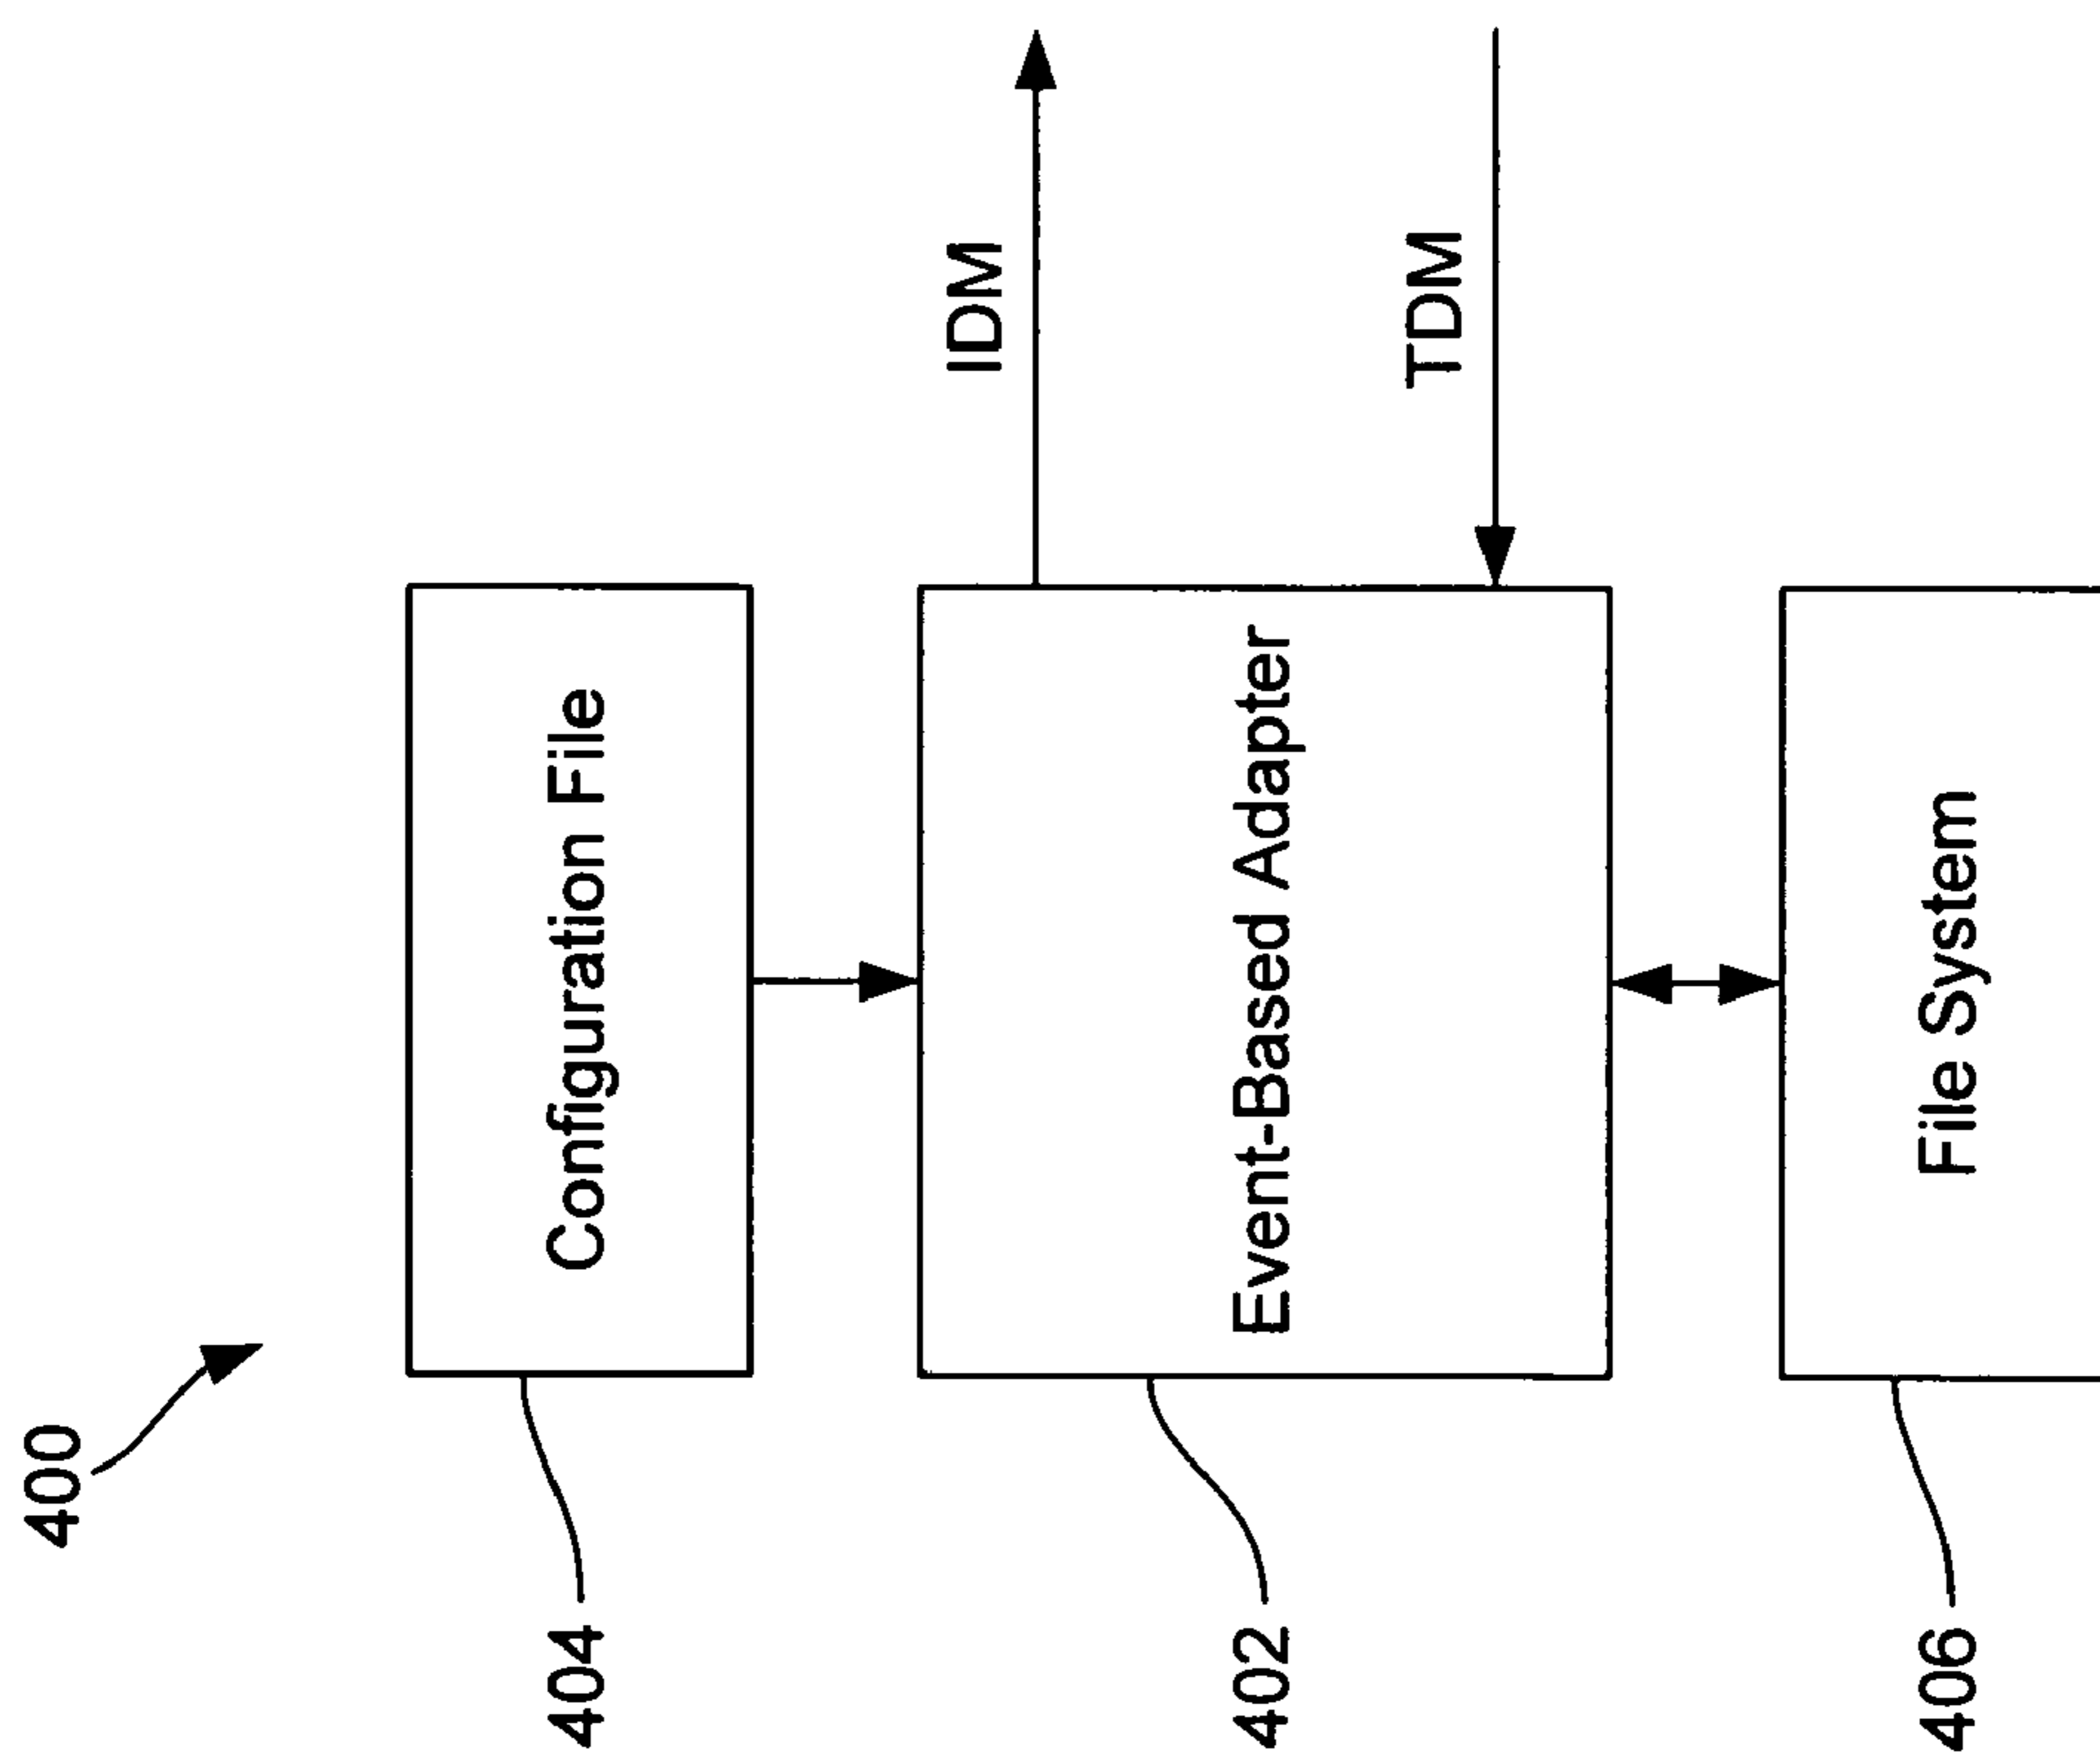 400
404
Configuration File
IDM
402
Event-Based Adapter
TDM
406
File System